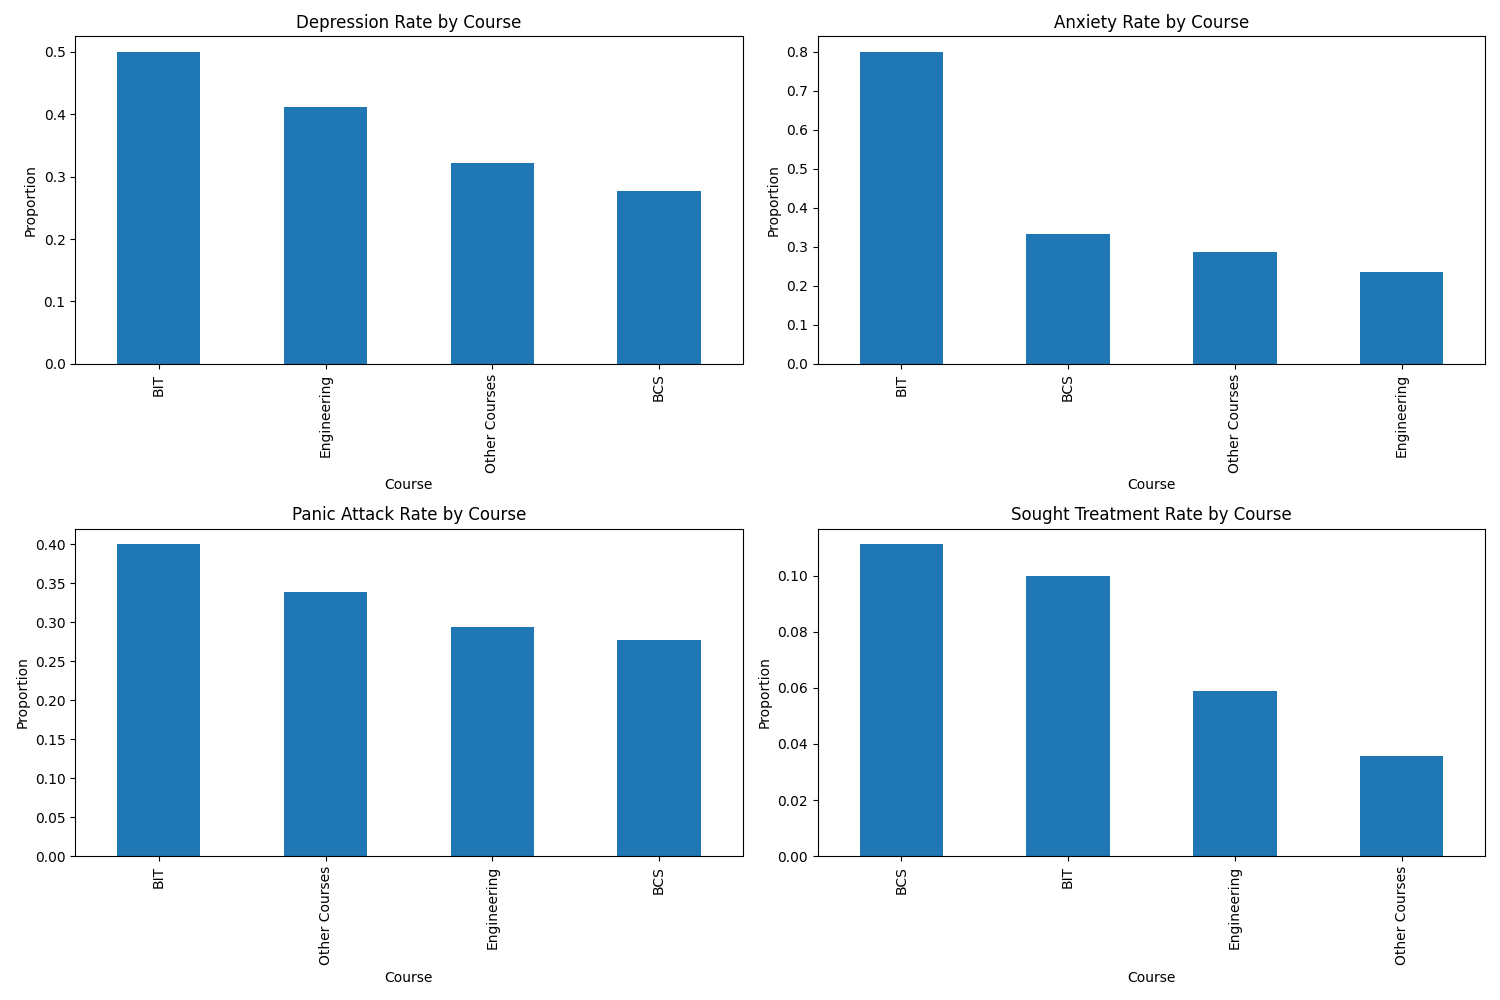 Depression Rate by Course
Proportion
0.5
0.4
0.3
0.2
0.1
0.0
BIT
Engineering
Other Courses
BCS
Course
Anxiety Rate by Course
Proportion
0.8
0.7
0.6
0.5
0.4
0.3
0.2
0.1
0.0
BIT
BCS
Other Courses
Engineering
Course
Panic Attack Rate by Course
Proportion
0.40
0.35
0.30
0.25
0.20
0.15
0.10
0.05
0.00
BIT
Other Courses
Engineering
BCS
Course
Sought Treatment Rate by Course
Proportion
0.10
0.08
0.06
0.04
0.02
0.00
BCS
BIT
Engineering
Other Courses
Course